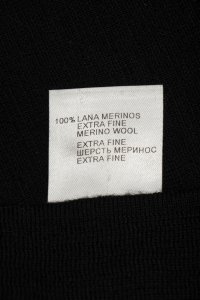 100% LANA MERINOS
EXTRA FINE
MERINO WOOL
EXTRA FINE
ШЕРСТЬ МЕРИНОС
EXTRA FINE